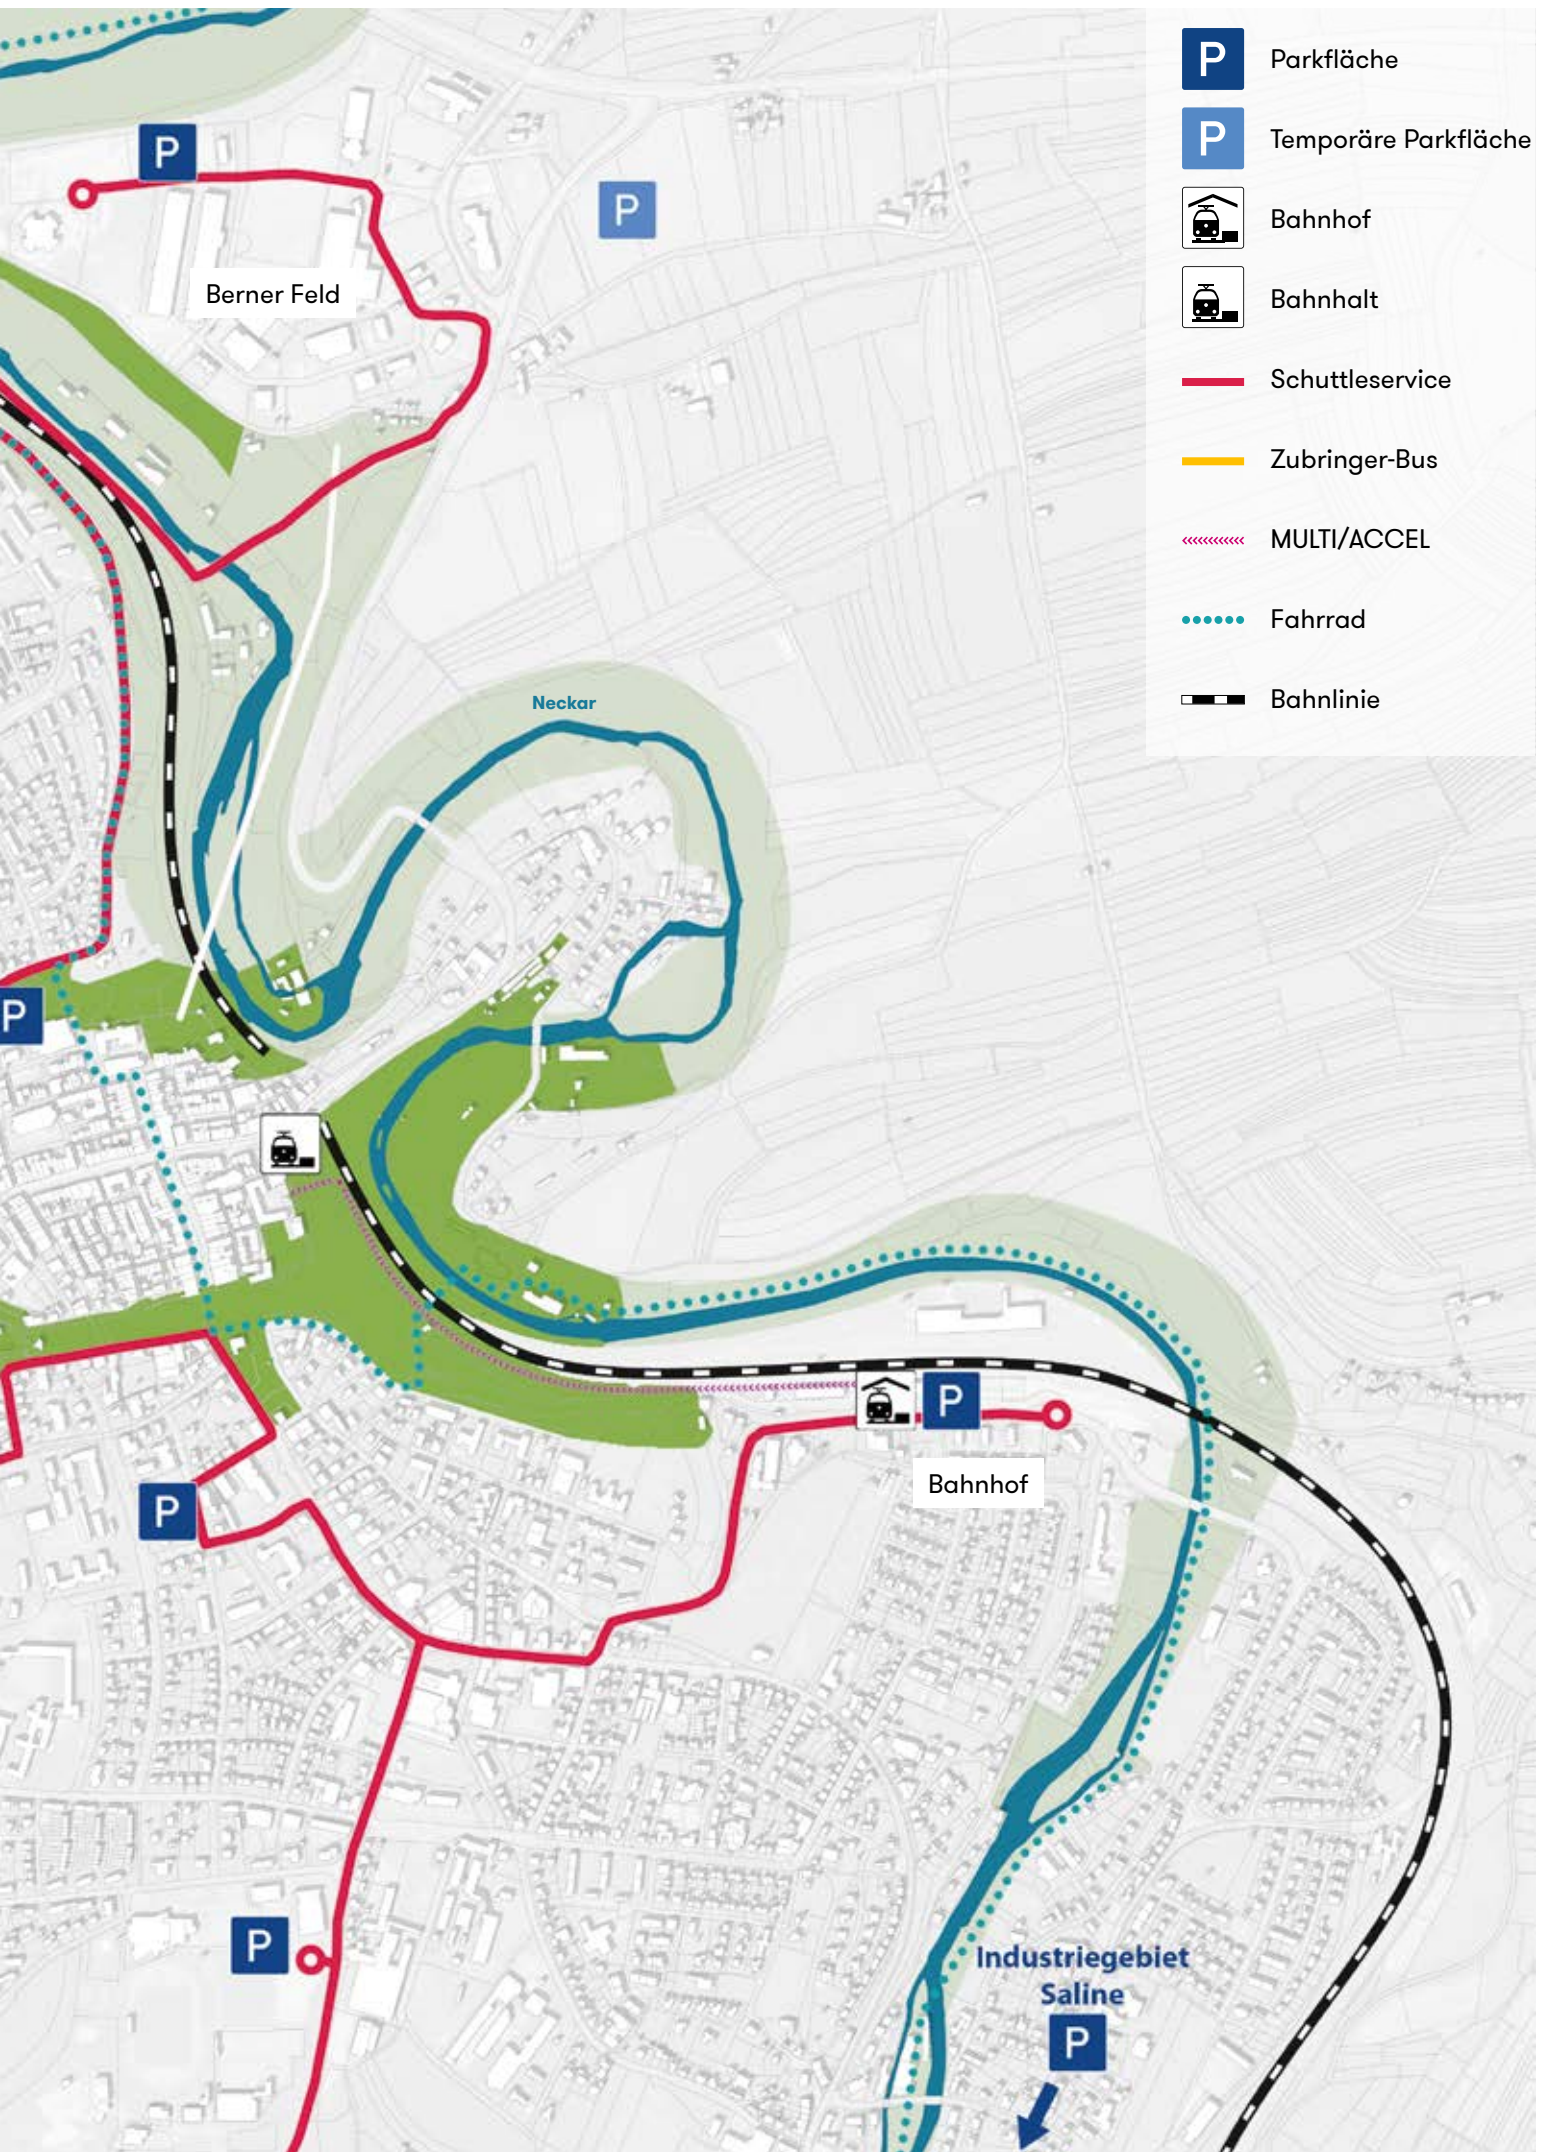 P Parkfläche
P Temporäre Parkfläche
Bahnhof
Bahnhalt
Schuttleservice
Zubringer-Bus
MULTI/ACCEL
Fahrrad
Bahnlinie
P
P
Berner Feld
Neckar
P
P
Bahnhof
P
P
Industriegebiet
Saline
P